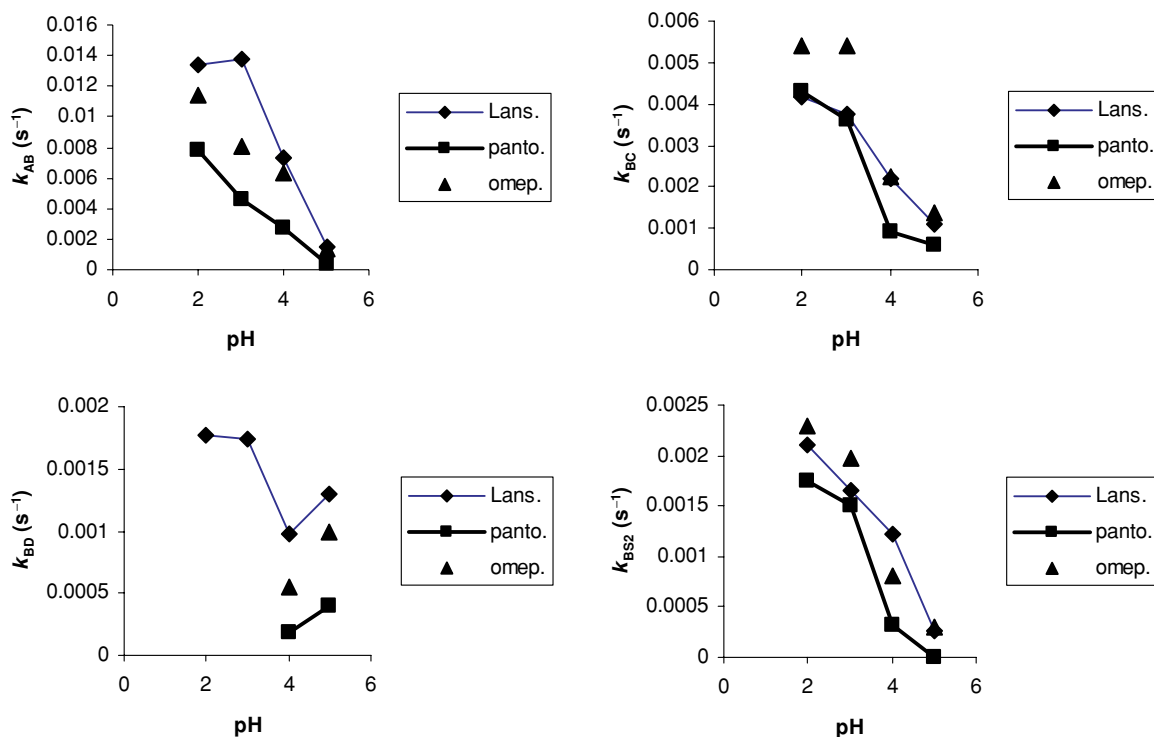 0.016
0.014
0.012
0.01
0.008
0.006
0.004
0.002
0
k_AB (s⁻¹)
0 2 4 6
pH
Lans.
panto.
omep.
0.006
0.005
0.004
0.003
0.002
0.001
0
k_BC (s⁻¹)
0 2 4 6
pH
Lans.
panto.
omep.
0.002
0.0015
0.001
0.0005
0
k_BD (s⁻¹)
0 2 4 6
pH
Lans.
panto.
omep.
0.0025
0.002
0.0015
0.001
0.0005
0
k_BS2 (s⁻¹)
0 2 4 6
pH
Lans.
panto.
omep.